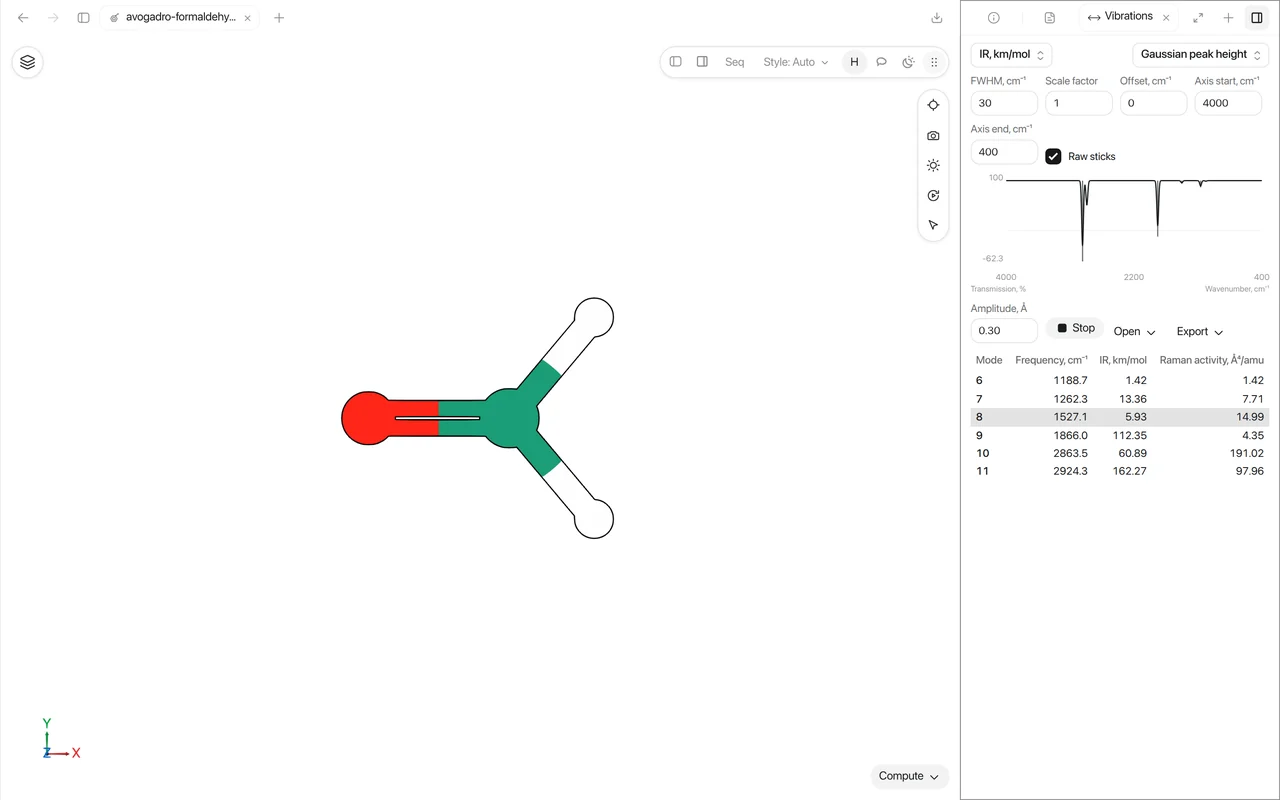 avogadro-formaldehy...
Seq
Style: Auto
H
Vibrations
IR, km/mol
Gaussian peak height
FWHM, cm⁻¹
Scale factor
Offset, cm⁻¹
Axis start, cm⁻¹
30
1
0
4000
Axis end, cm⁻¹
400
Raw sticks
100
-62.3
4000
2200
400
Transmission, %
Wavenumber, cm⁻¹
Amplitude, Å
0.30
Stop
Open
Export
Mode Frequency, cm⁻¹ IR, km/mol Raman activity, Å⁴/amu
6 1188.7 1.42 1.42
7 1262.3 13.36 7.71
8 1527.1 5.93 14.99
9 1866.0 112.35 4.35
10 2863.5 60.89 191.02
11 2924.3 162.27 97.96
Y
Z
X
Compute